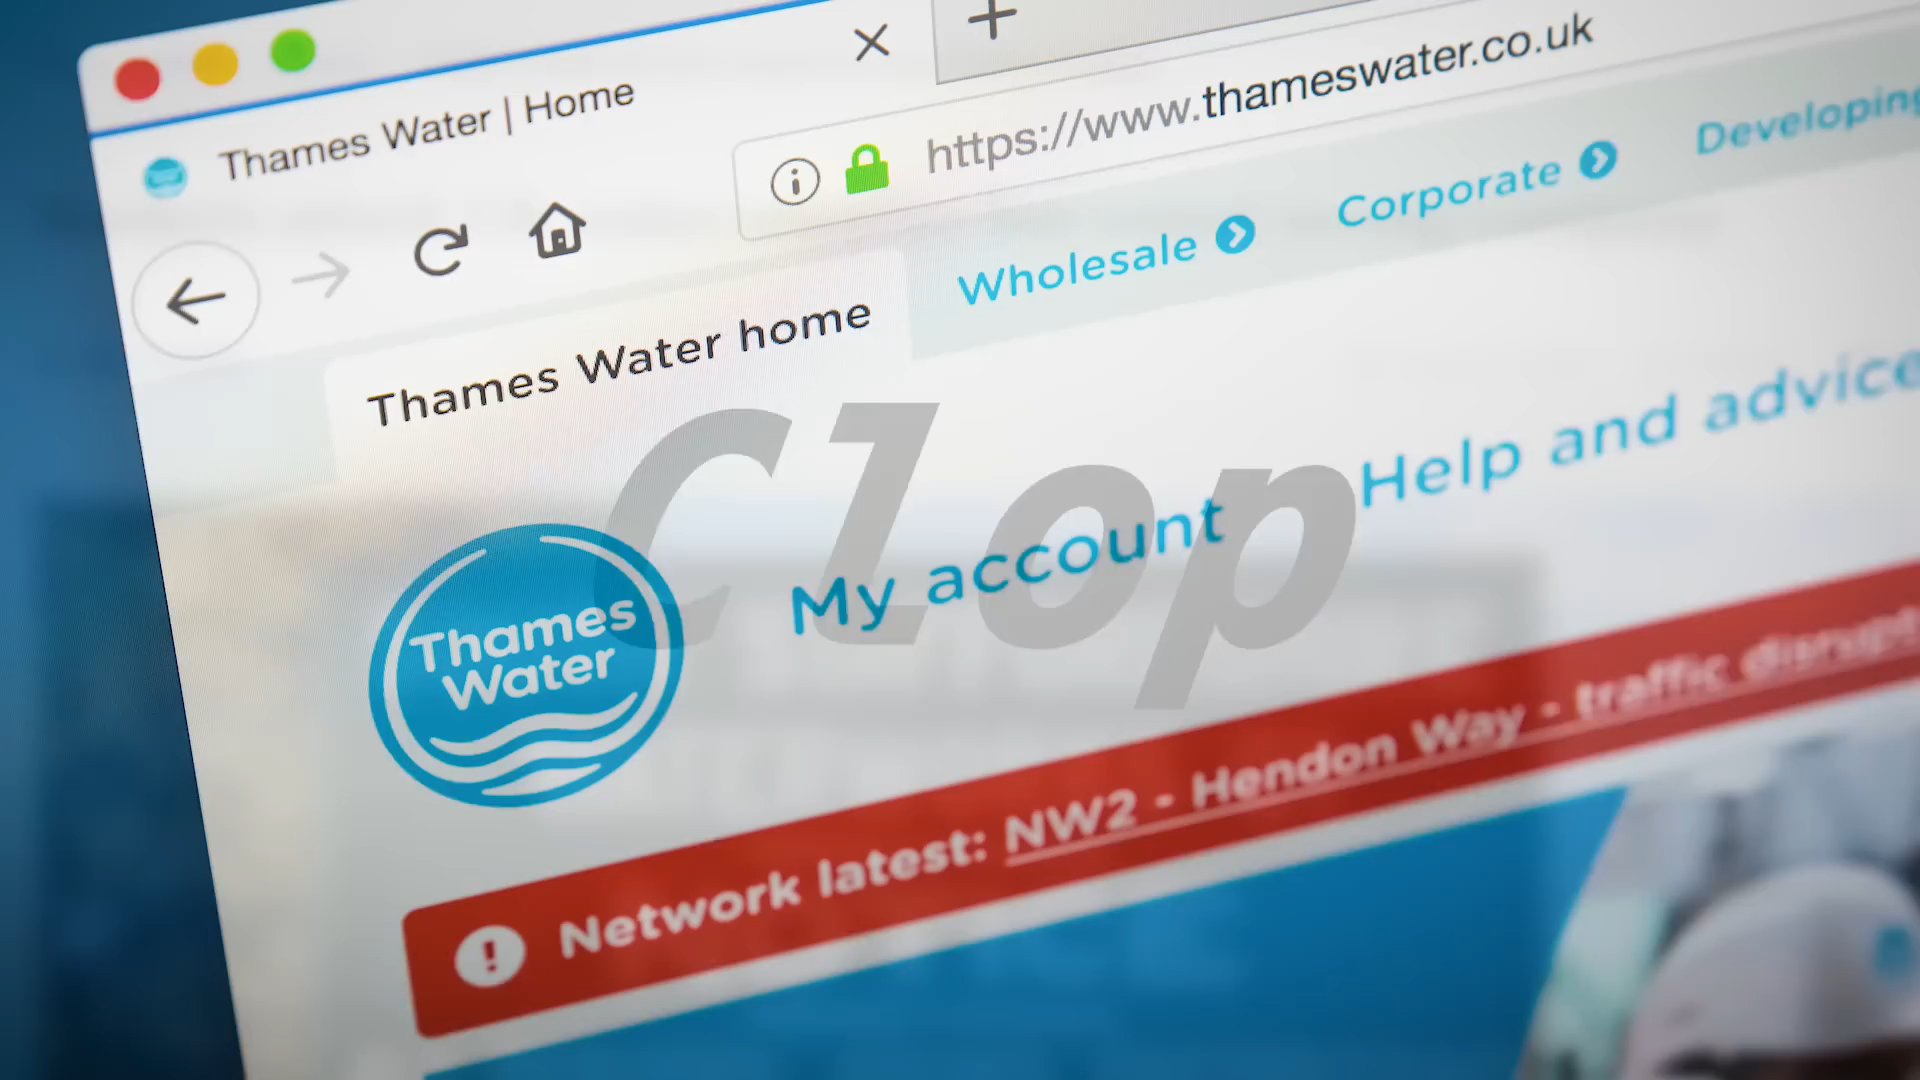 Thames Water | Home
https://www.thameswater.co.uk
Thames Water home
Wholesale
Corporate
Developing
Clop
Thames
Water
My account
Help and advice
Network latest: NW2 - Hendon Way - traffic